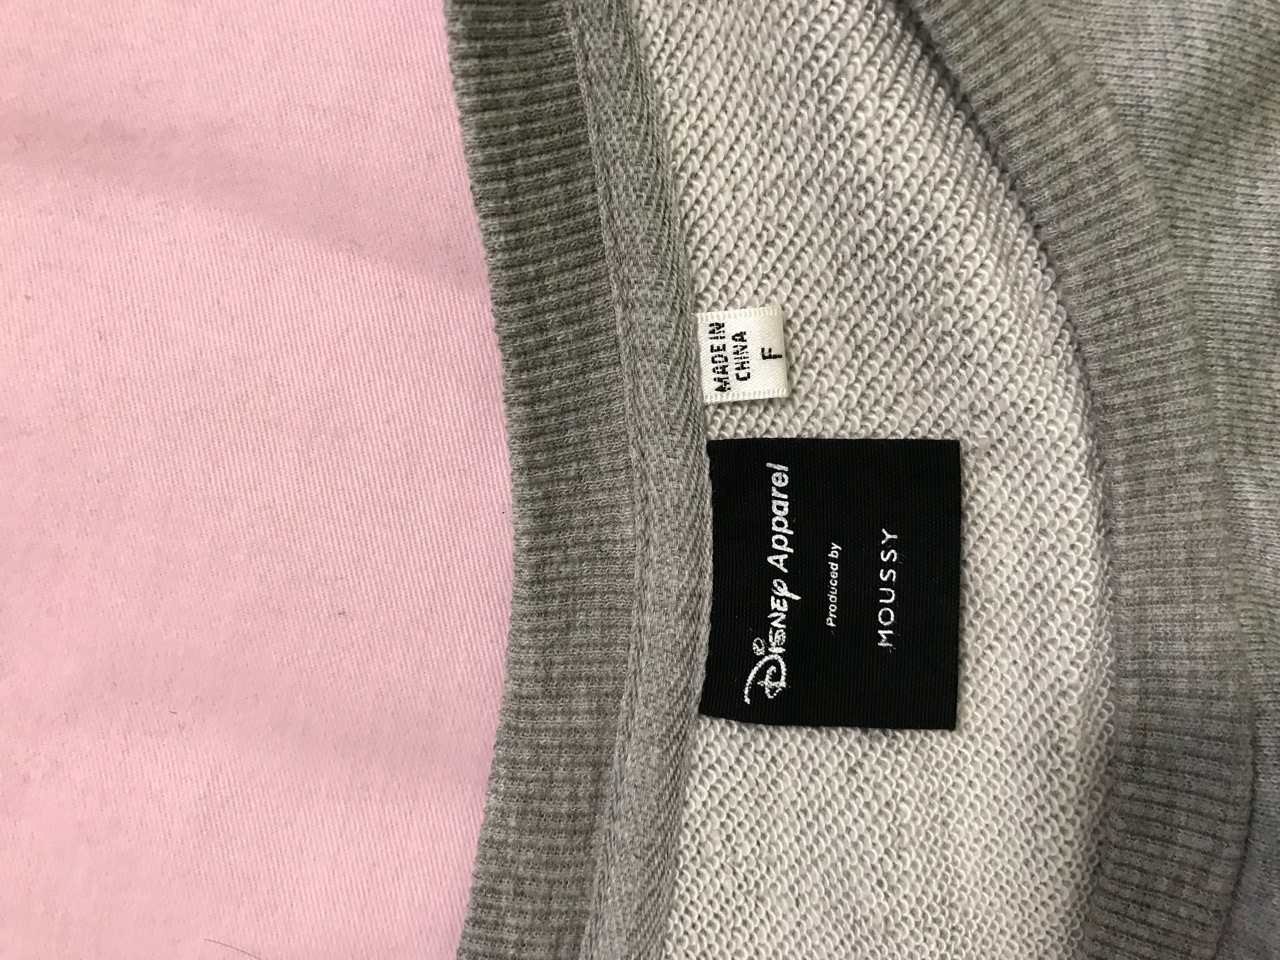 MADE IN
CHINA
F
Disney Apparel
Produced by
MOUSSY